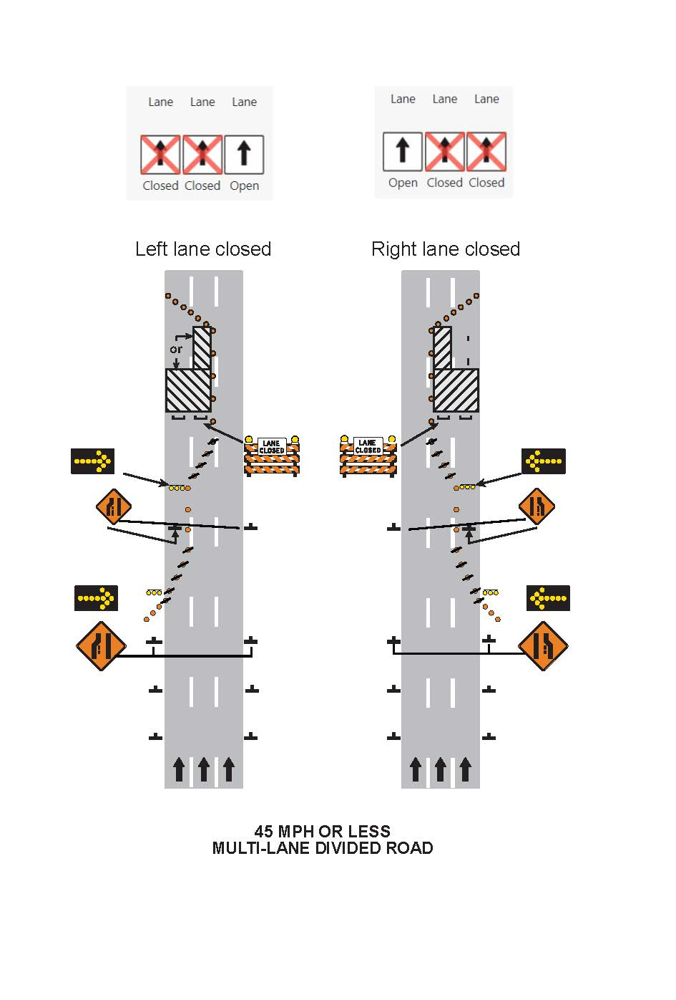 Lane Lane Lane
Closed Closed Open
Lane Lane Lane
Open Closed Closed
Left lane closed
Right lane closed
or
LANE
CLOSED
LANE
CLOSED
45 MPH OR LESS
MULTI-LANE DIVIDED ROAD